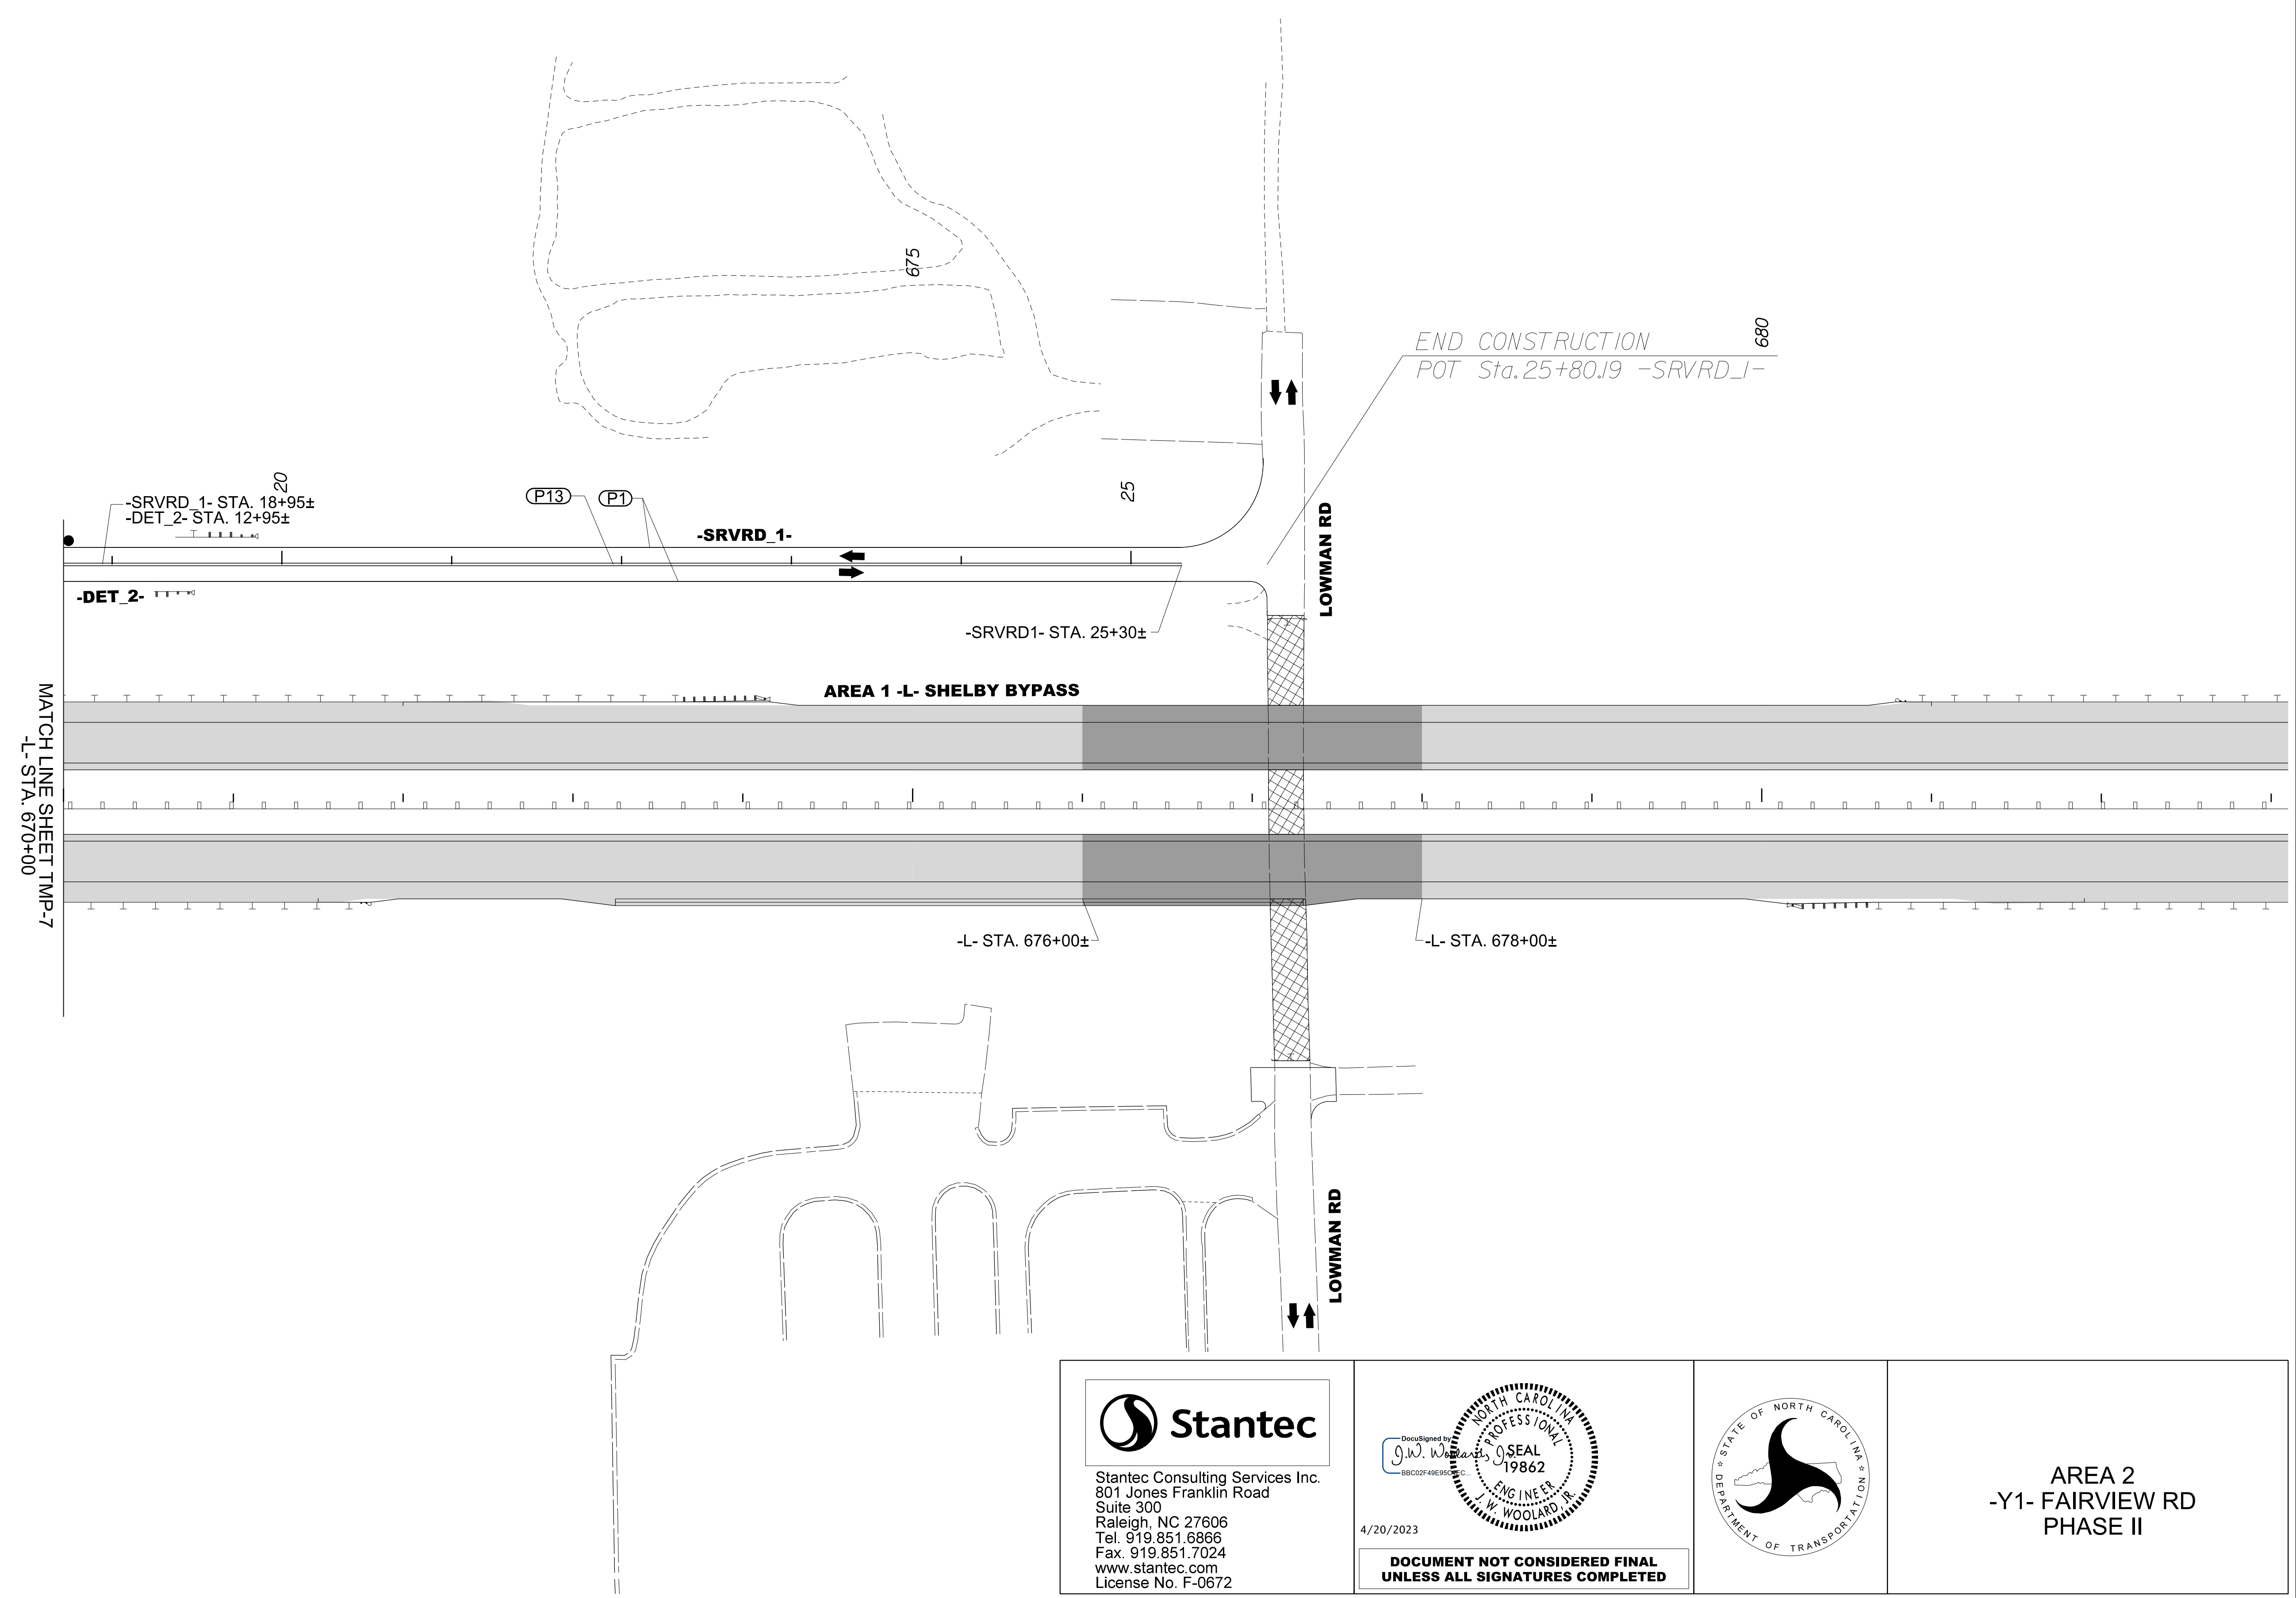 675
END CONSTRUCTION
POT Sta. 25+80.19 -SRVRD_1-
680
20
-SRVRD_1- STA. 18+95±
-DET_2- STA. 12+95±
P13
P1
25
-SRVRD_1-
LOWMAN RD
-DET_2-
-SRVRD1- STA. 25+30±
AREA 1 -L- SHELBY BYPASS
MATCH LINE SHEET TMP-7
-L- STA. 670+00
-L- STA. 676+00±
-L- STA. 678+00±
LOWMAN RD
Stantec
Stantec Consulting Services Inc.
801 Jones Franklin Road
Suite 300
Raleigh, NC 27606
Tel. 919.851.6866
Fax. 919.851.7024
www.stantec.com
License No. F-0672
DocuSigned by
J.W. Woolard, Jr.
NORTH CAROLINA
PROFESSIONAL
SEAL
19862
ENGINEER
J. W. WOOLARD, JR.
4/20/2023
DOCUMENT NOT CONSIDERED FINAL
UNLESS ALL SIGNATURES COMPLETED
STATE OF NORTH CAROLINA
DEPARTMENT OF TRANSPORTATION
AREA 2
-Y1- FAIRVIEW RD
PHASE II